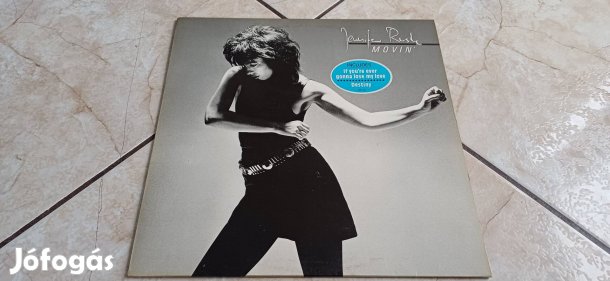 Jennifer Rush
MOVIN'
INCLUDES
if you're ever
gonna lose my love
Destiny
Jófogás